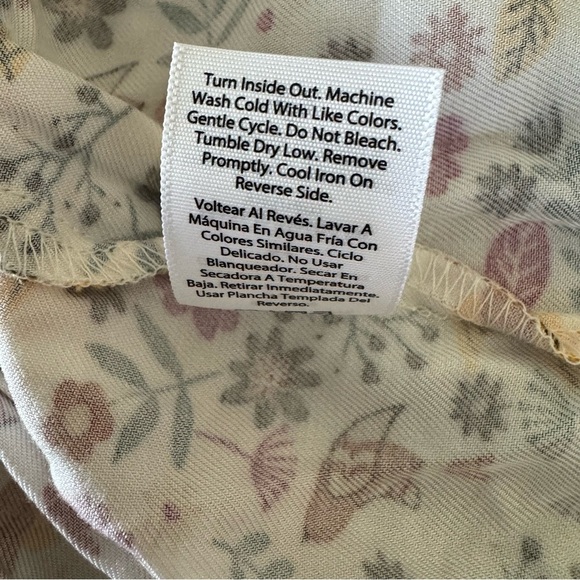 Turn Inside Out. Machine
Wash Cold With Like Colors.
Gentle Cycle. Do Not Bleach.
Tumble Dry Low. Remove
Promptly. Cool Iron On
Reverse Side.
Voltear Al Revés. Lavar A
Máquina En Agua Fría Con
Colores Similares. Ciclo
Delicado. No Usar
Blanqueador. Secar En
Secadora A Temperatura
Baja. Retirar Inmediatamente.
Usar Plancha Templada Del
Reverso.